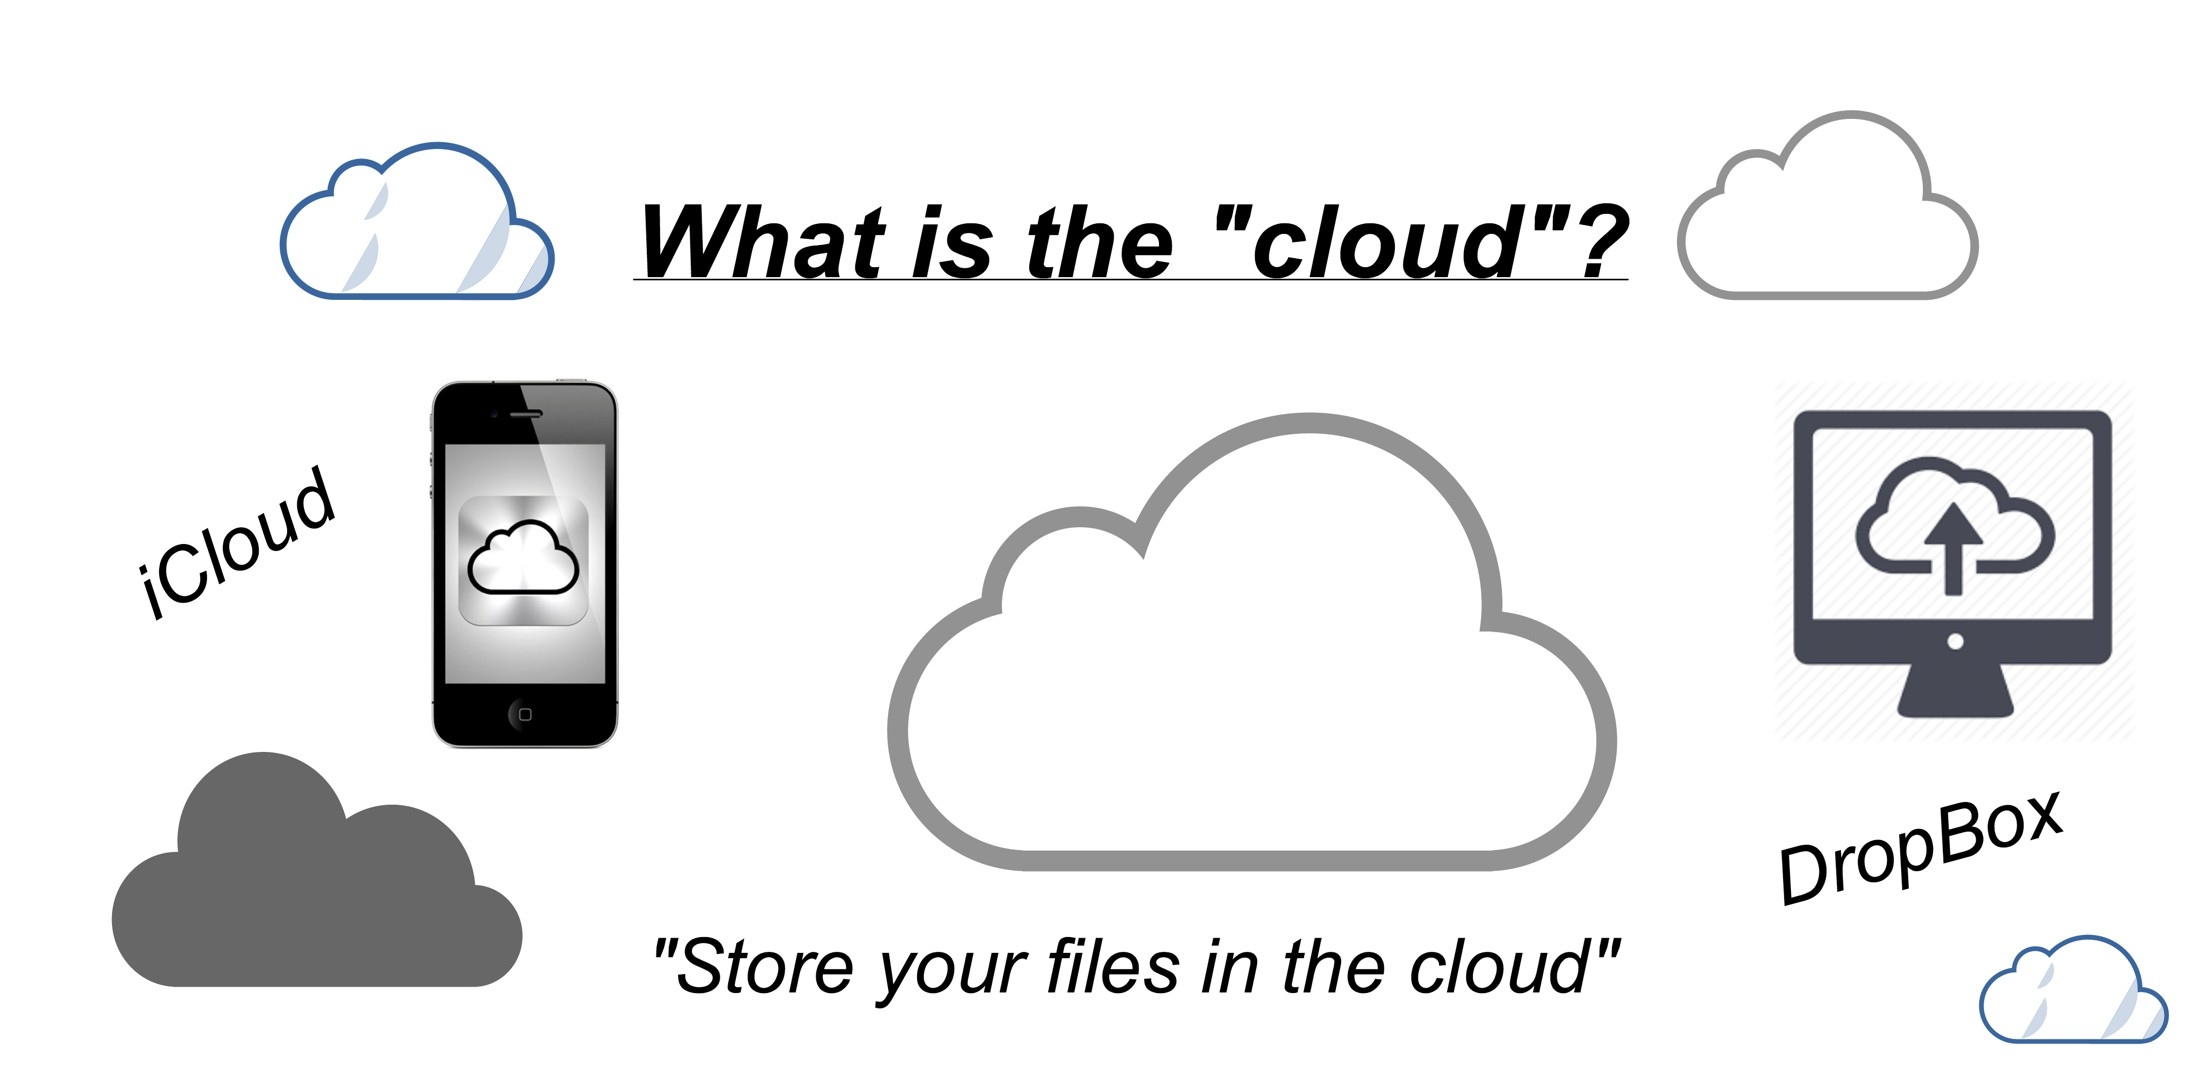 What is the "cloud"?
iCloud
DropBox
"Store your files in the cloud"